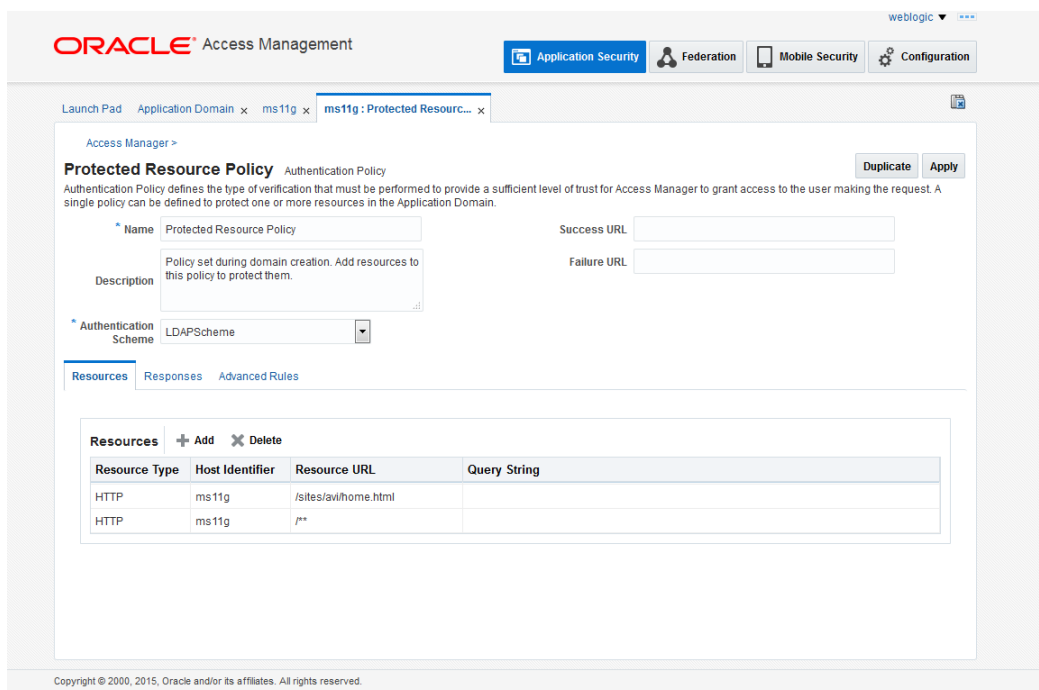 weblogic
ORACLE Access Management
Application Security Federation Mobile Security Configuration
Launch Pad Application Domain x ms11g x ms11g : Protected Resourc... x
Access Manager >
Protected Resource Policy Authentication Policy
Duplicate Apply
Authentication Policy defines the type of verification that must be performed to provide a sufficient level of trust for Access Manager to grant access to the user making the request. A
single policy can be defined to protect one or more resources in the Application Domain.
* Name Protected Resource Policy
Success URL
Description Policy set during domain creation. Add resources to
this policy to protect them.
Failure URL
* Authentication
Scheme LDAPScheme
Resources Responses Advanced Rules
Resources Add Delete
Resource Type Host Identifier Resource URL Query String
HTTP ms11g /sites/avi/home.html
HTTP ms11g /**
Copyright © 2000, 2015, Oracle and/or its affiliates. All rights reserved.